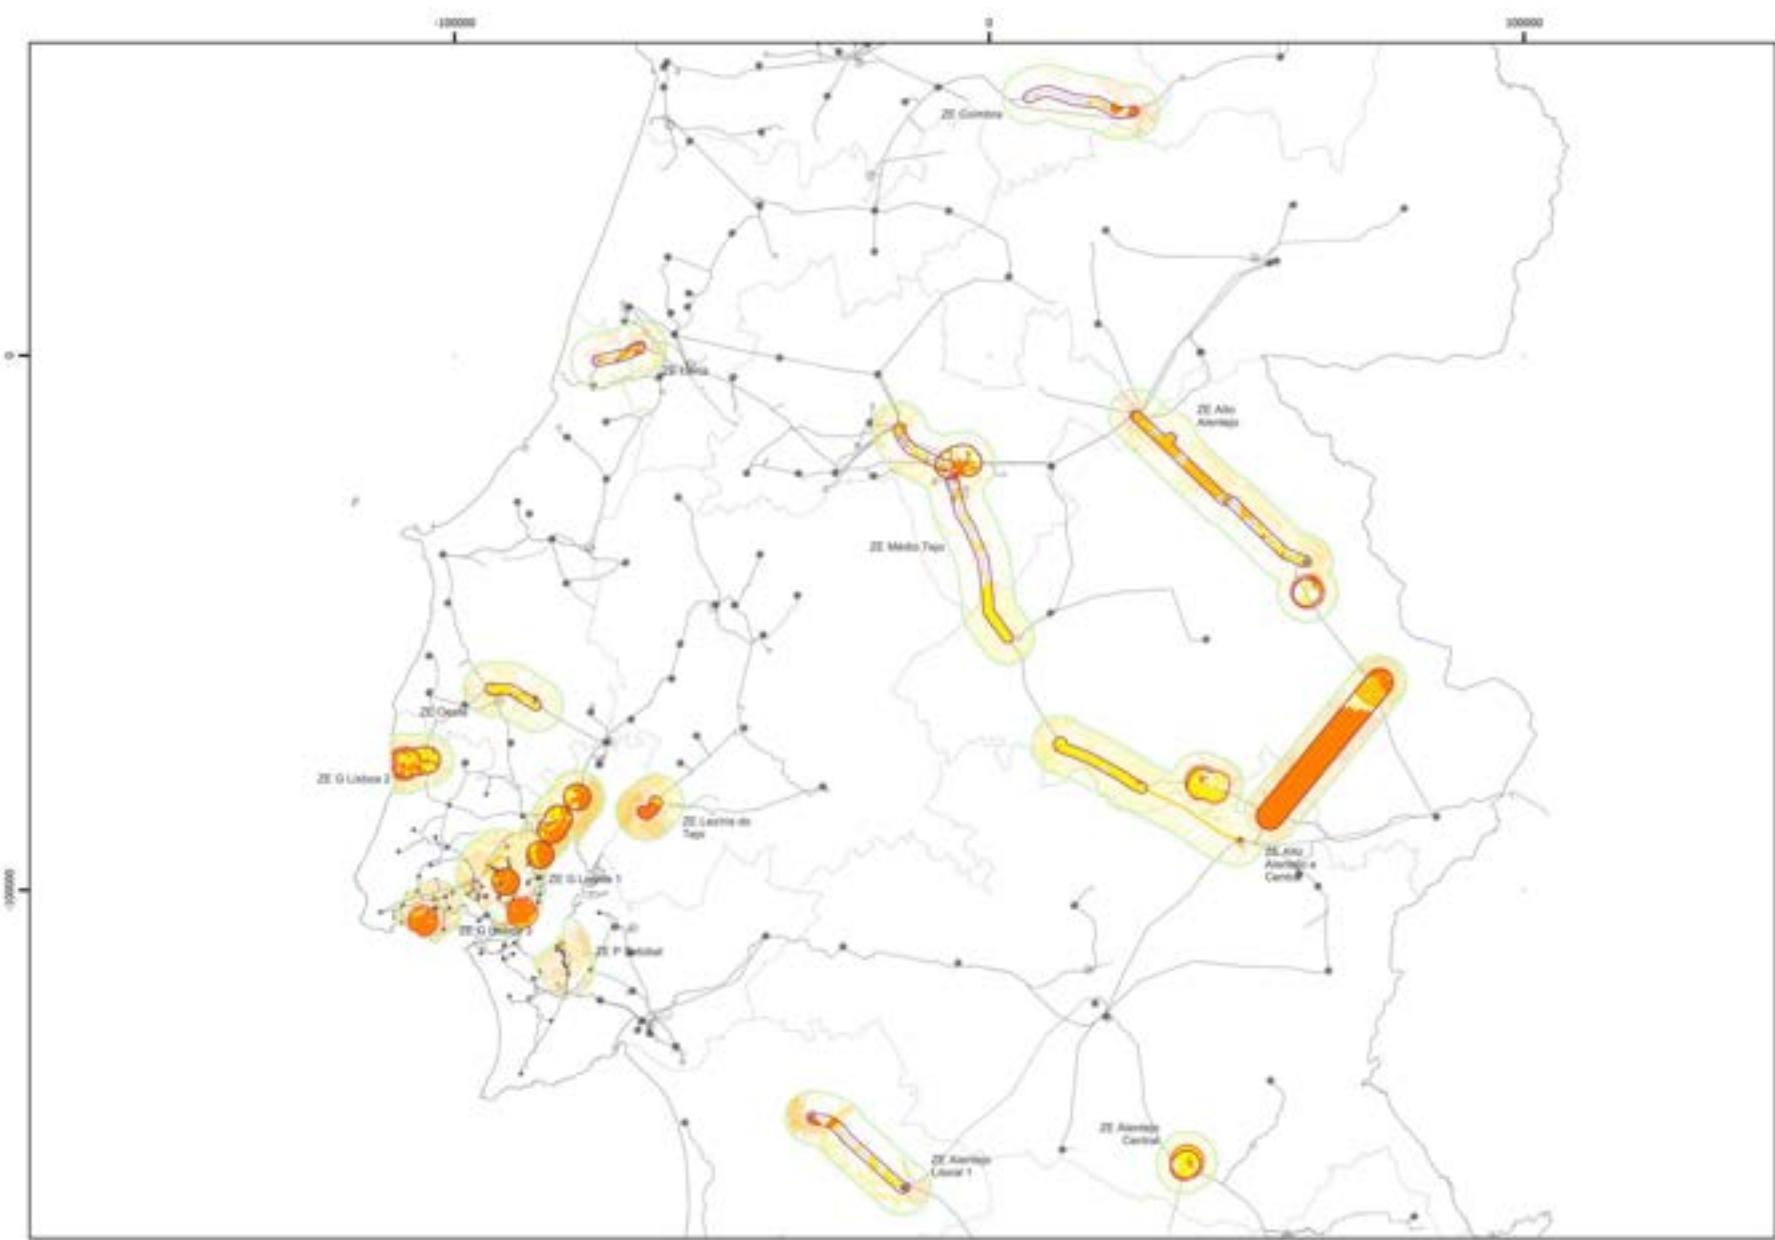 -100000
0
100000
ZE Coimbra
0
ZE Leiria
ZE Alto
Alentejo
ZE Médio Tejo
ZE Oeste
ZE G Lisboa 2
ZE Lezíria do
Tejo
ZE Alto
Alentejo e
Central
-100000
ZE G Lisboa 1
ZE G Lisboa 3
ZE P Setúbal
ZE Alentejo
Central
ZE Alentejo
Litoral 1